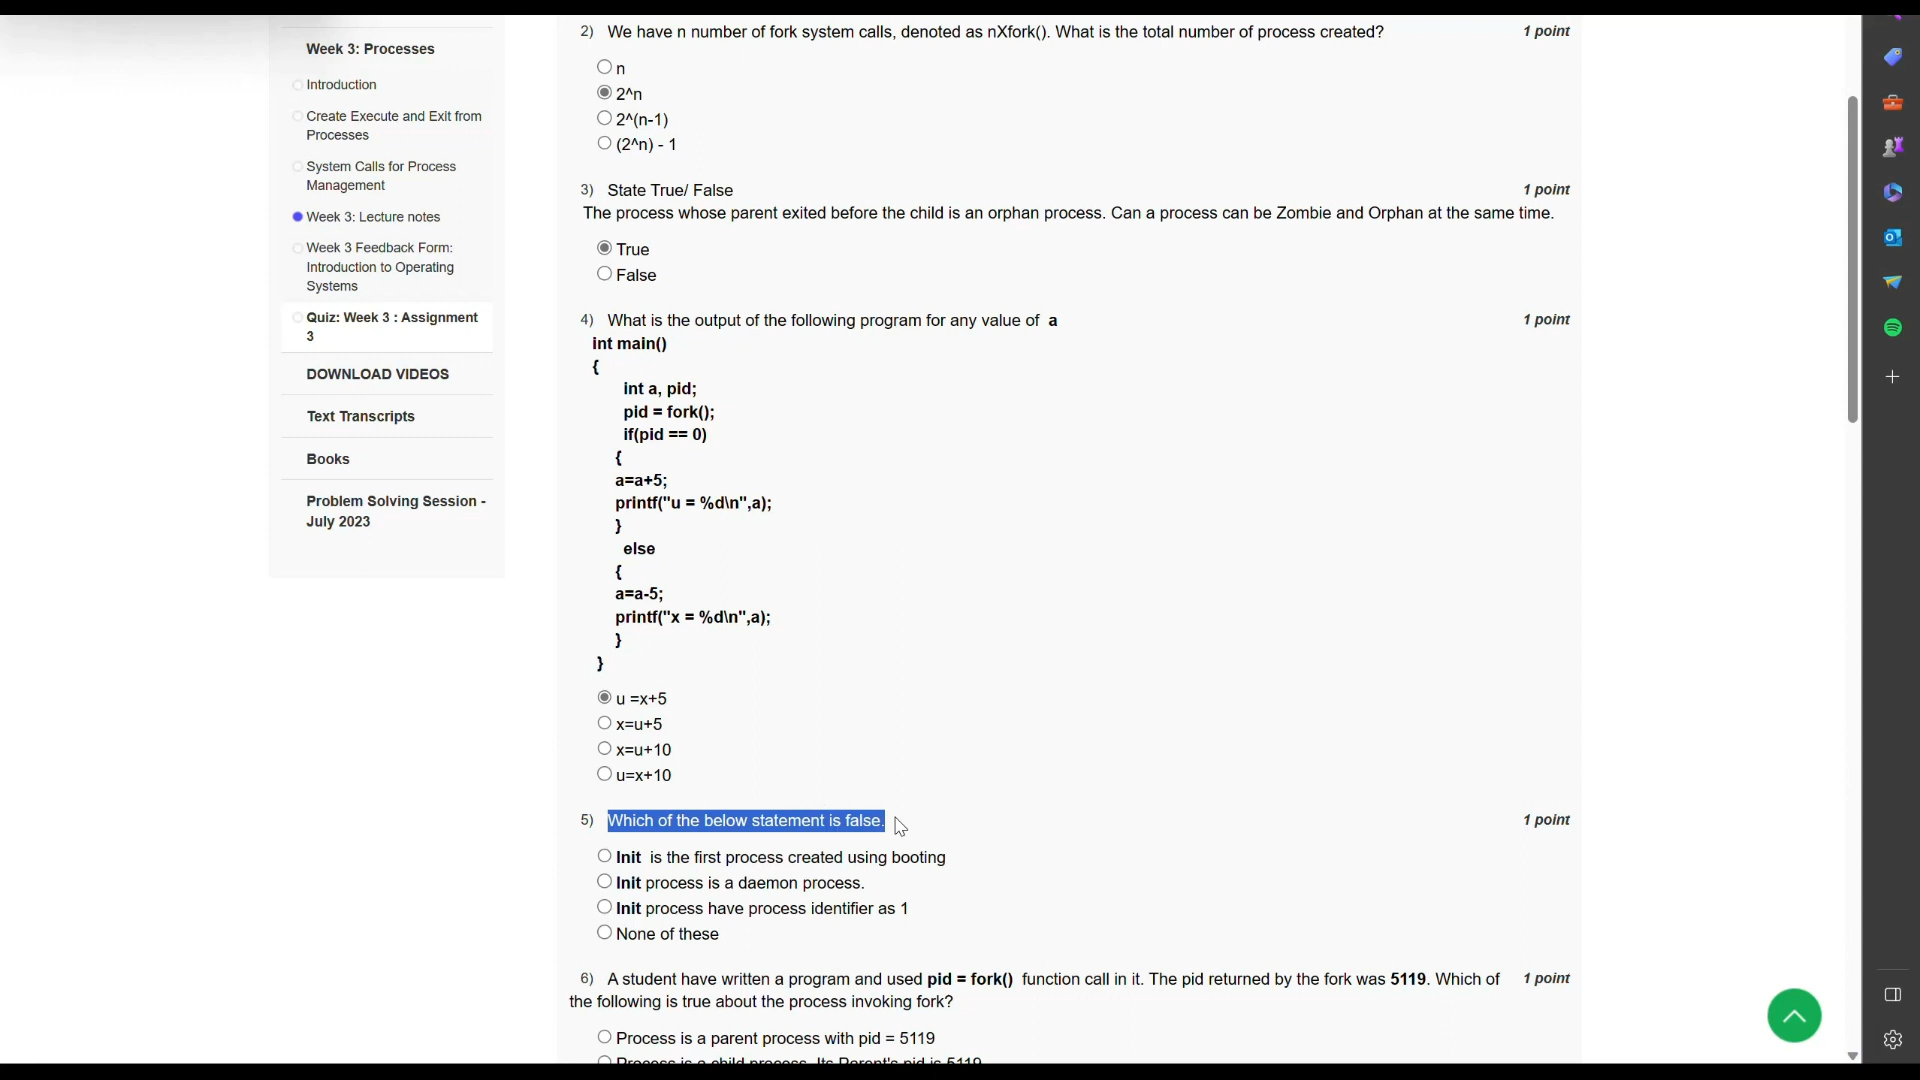 Week 3: Processes
Introduction
Create Execute and Exit from
Processes
System Calls for Process
Management
Week 3: Lecture notes
Week 3 Feedback Form:
Introduction to Operating
Systems
Quiz: Week 3 : Assignment
3
DOWNLOAD VIDEOS
Text Transcripts
Books
Problem Solving Session -
July 2023
2) We have n number of fork system calls, denoted as nXfork(). What is the total number of process created? 1 point
n
2^n
2^(n-1)
(2^n) - 1
3) State True/ False 1 point
The process whose parent exited before the child is an orphan process. Can a process can be Zombie and Orphan at the same time.
True
False
4) What is the output of the following program for any value of a 1 point
int main()
{
int a, pid;
pid = fork();
if(pid == 0)
{
a=a+5;
printf("u = %d\n",a);
}
else
{
a=a-5;
printf("x = %d\n",a);
}
}
u =x+5
x=u+5
x=u+10
u=x+10
5) Which of the below statement is false. 1 point
Init is the first process created using booting
Init process is a daemon process.
Init process have process identifier as 1
None of these
6) A student have written a program and used pid = fork() function call in it. The pid returned by the fork was 5119. Which of 1 point
the following is true about the process invoking fork?
Process is a parent process with pid = 5119
Process is a child process. Its Parent's pid is 5119